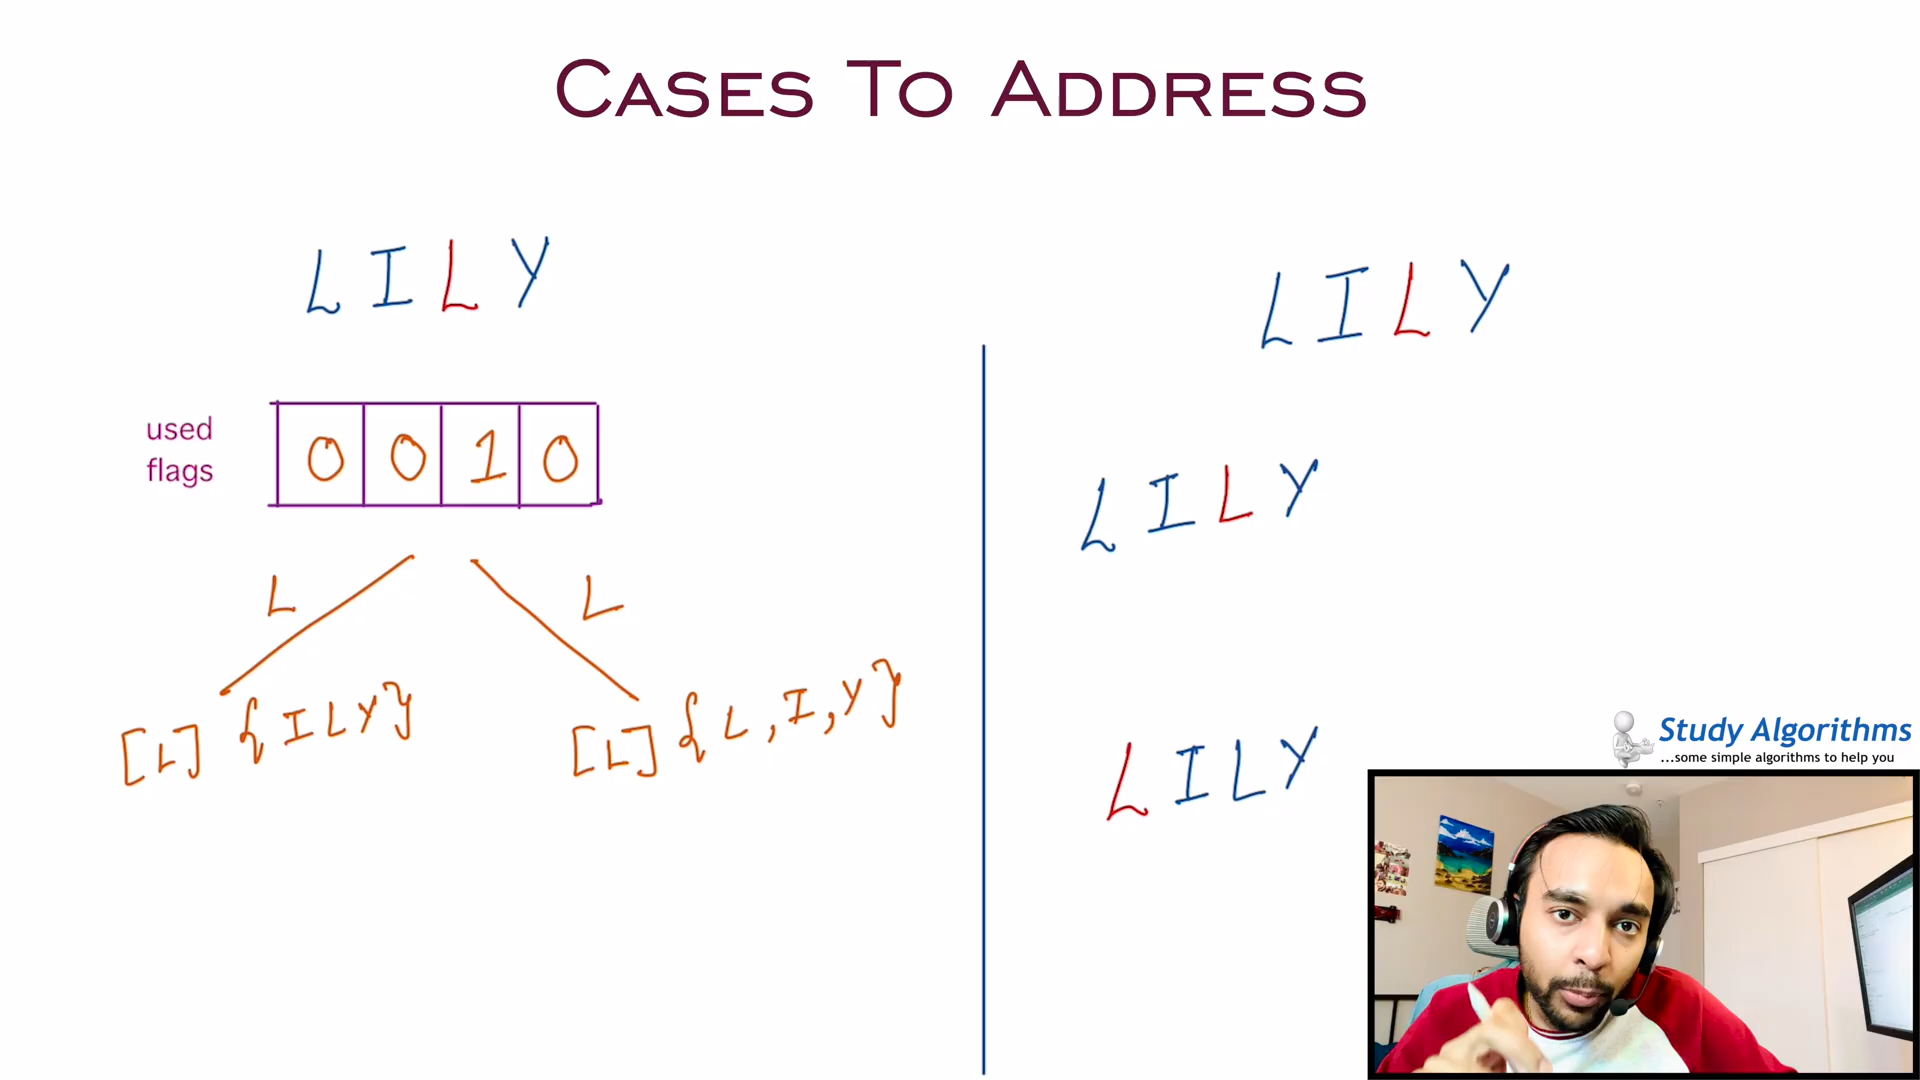 CASES TO ADDRESS
LILY
used
flags
0 0 1 0
L L
[L] {ILY}
[L] {L,I,Y}
LILY
LILY
LILY
Study Algorithms
...some simple algorithms to help you